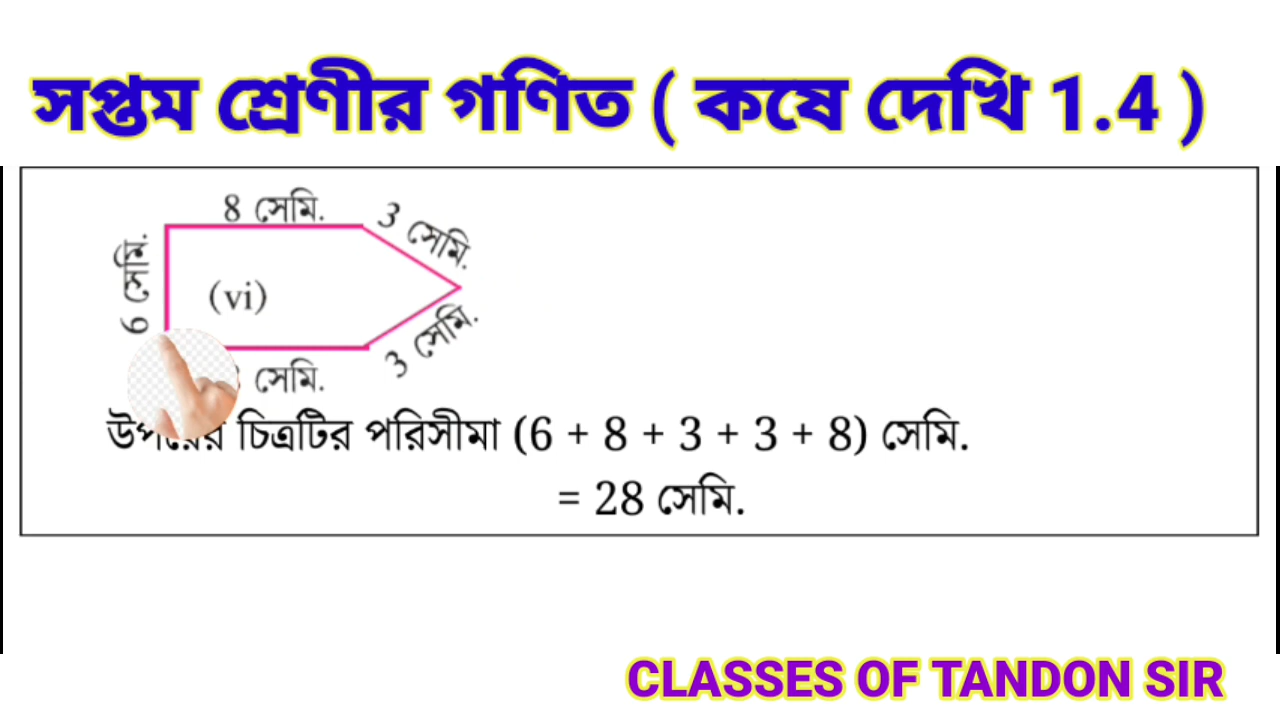 সপ্তম শ্রেণীর গণিত ( কষে দেখি 1.4 )
8 সেমি.
3 সেমি.
6 সেমি.
(vi)
3 সেমি.
সেমি.
চিত্রটির পরিসীমা (6 + 8 + 3 + 3 + 8) সেমি.
= 28 সেমি.
CLASSES OF TANDON SIR